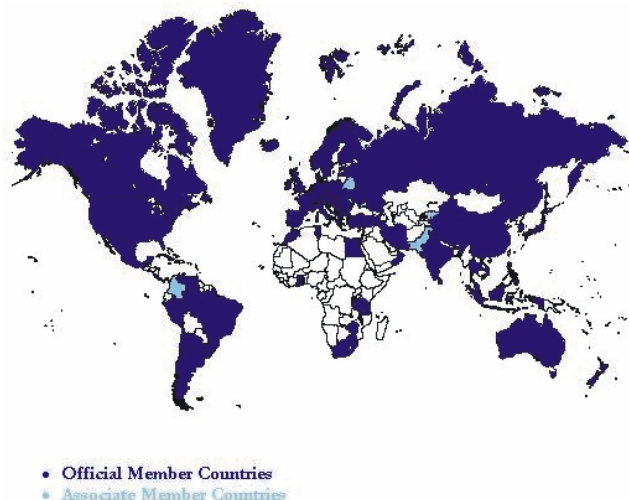 • Official Member Countries
• Associate Member Countries